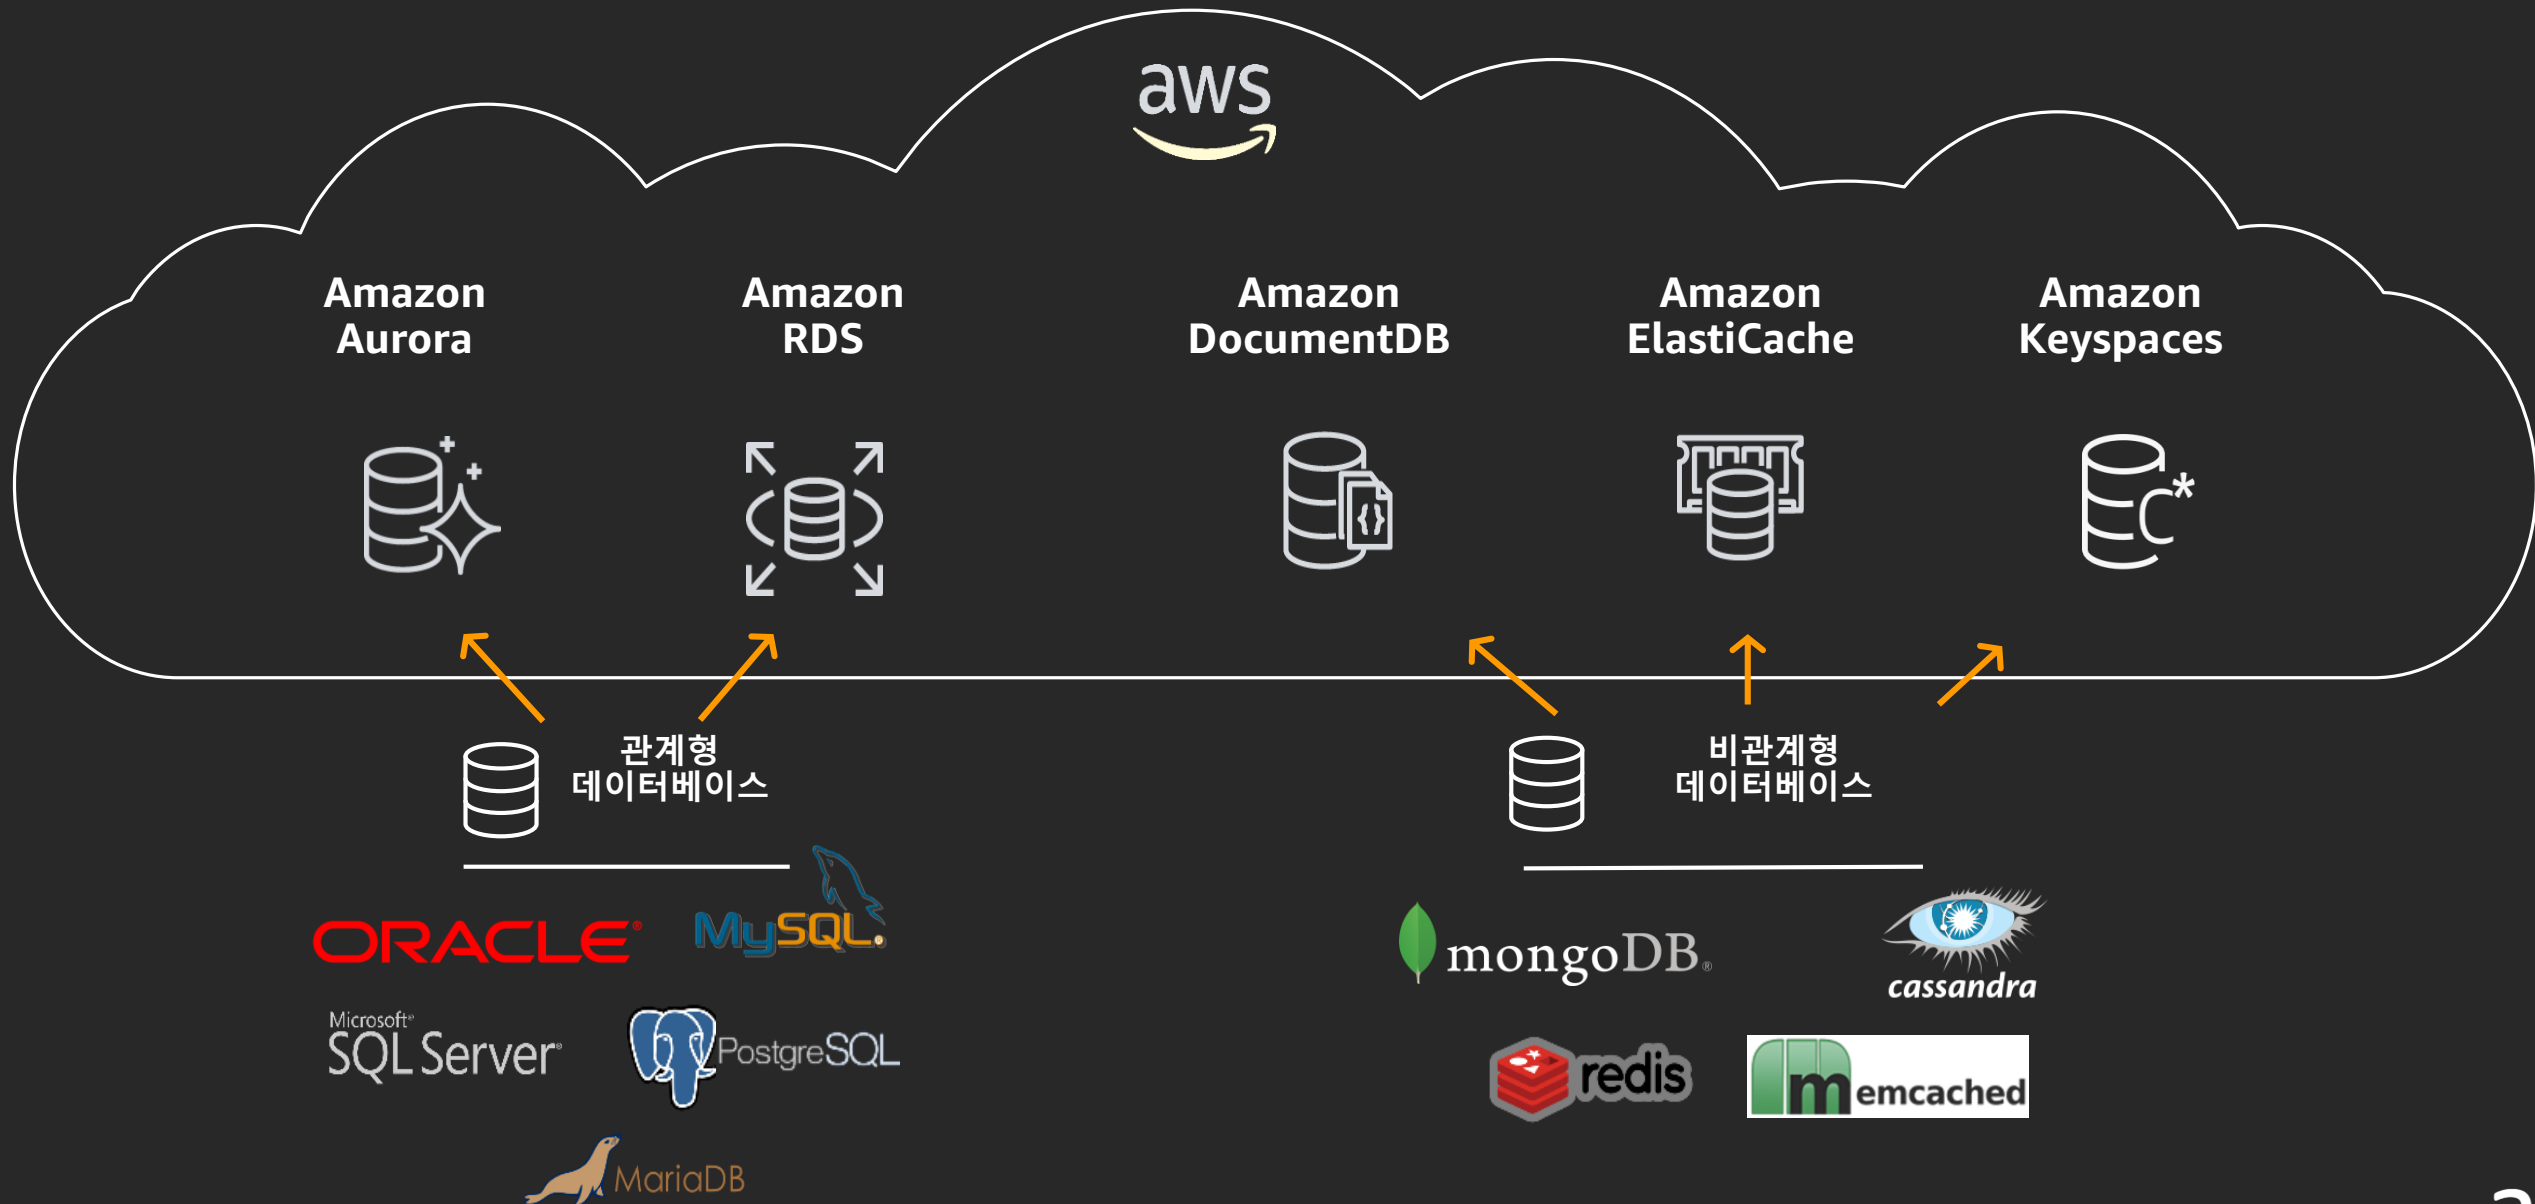 aws
Amazon
Aurora
Amazon
RDS
Amazon
DocumentDB
Amazon
ElastiCache
Amazon
Keyspaces
{}
C*
관계형
데이터베이스
비관계형
데이터베이스
ORACLE®
MySQL®
Microsoft®
SQL Server®
PostgreSQL
MariaDB
mongoDB®
cassandra
redis
memcached